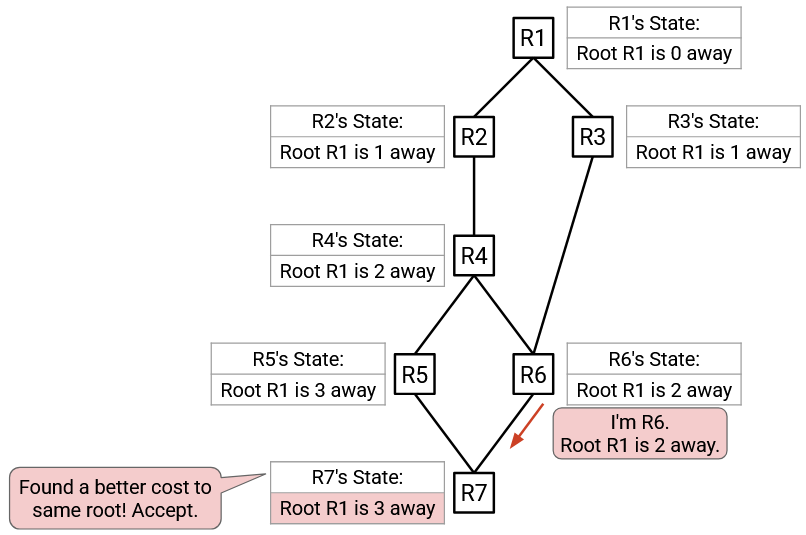 R1
R1's State:
Root R1 is 0 away
R2's State:
Root R1 is 1 away
R2
R3
R3's State:
Root R1 is 1 away
R4's State:
Root R1 is 2 away
R4
R5's State:
Root R1 is 3 away
R5
R6
R6's State:
Root R1 is 2 away
I'm R6.
Root R1 is 2 away.
Found a better cost to
same root! Accept.
R7's State:
Root R1 is 3 away
R7